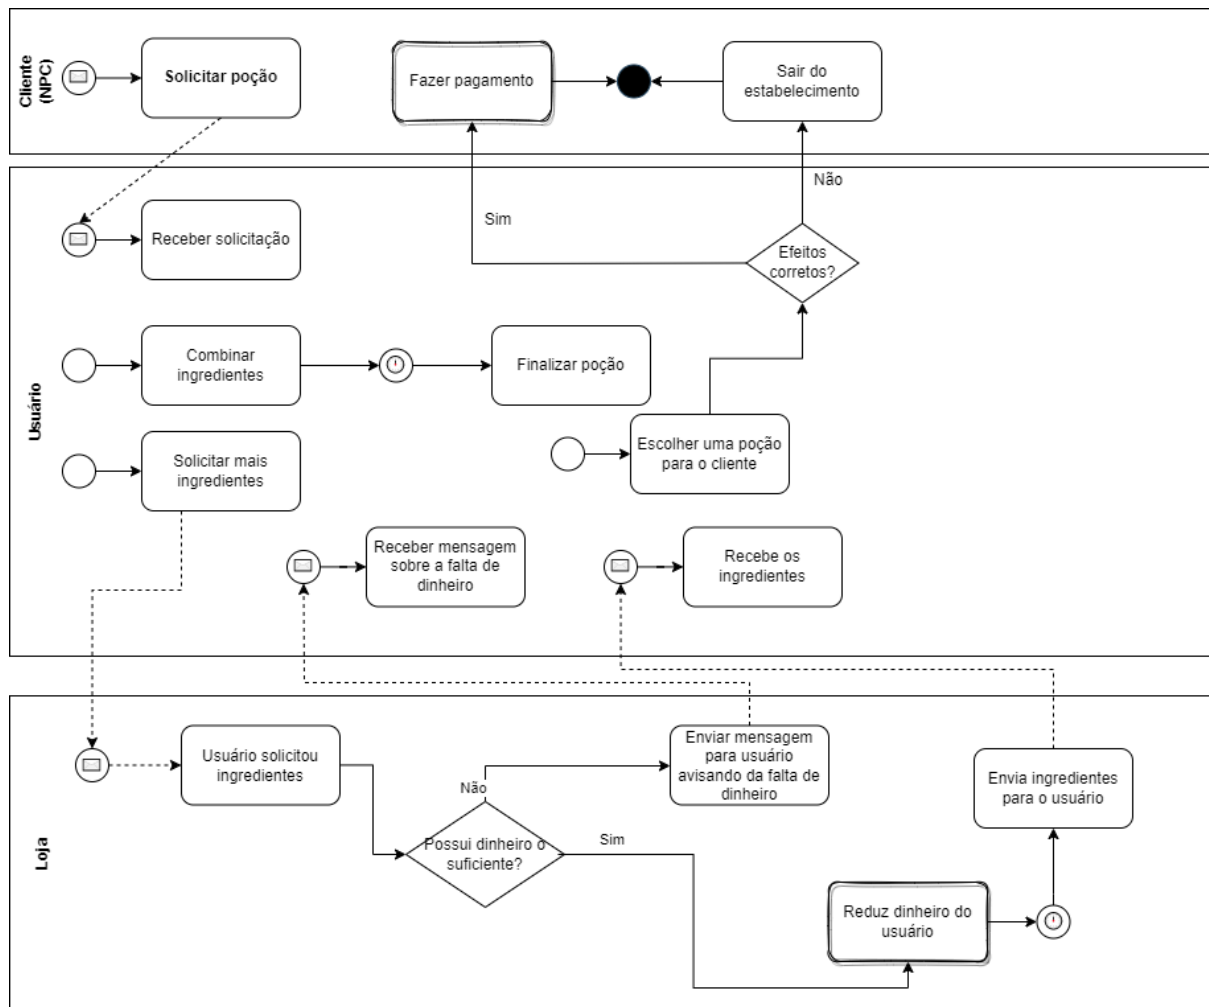 Cliente
(NPC)
Solicitar poção
Fazer pagamento
Sair do
estabelecimento
Usuário
Receber solicitação
Sim
Não
Efeitos
corretos?
Combinar
ingredientes
Finalizar poção
Solicitar mais
ingredientes
Escolher uma poção
para o cliente
Receber mensagem
sobre a falta de
dinheiro
Recebe os
ingredientes
Loja
Usuário solicitou
ingredientes
Não
Possui dinheiro o
suficiente?
Sim
Enviar mensagem
para usuário
avisando da falta de
dinheiro
Reduz dinheiro do
usuário
Envia ingredientes
para o usuário